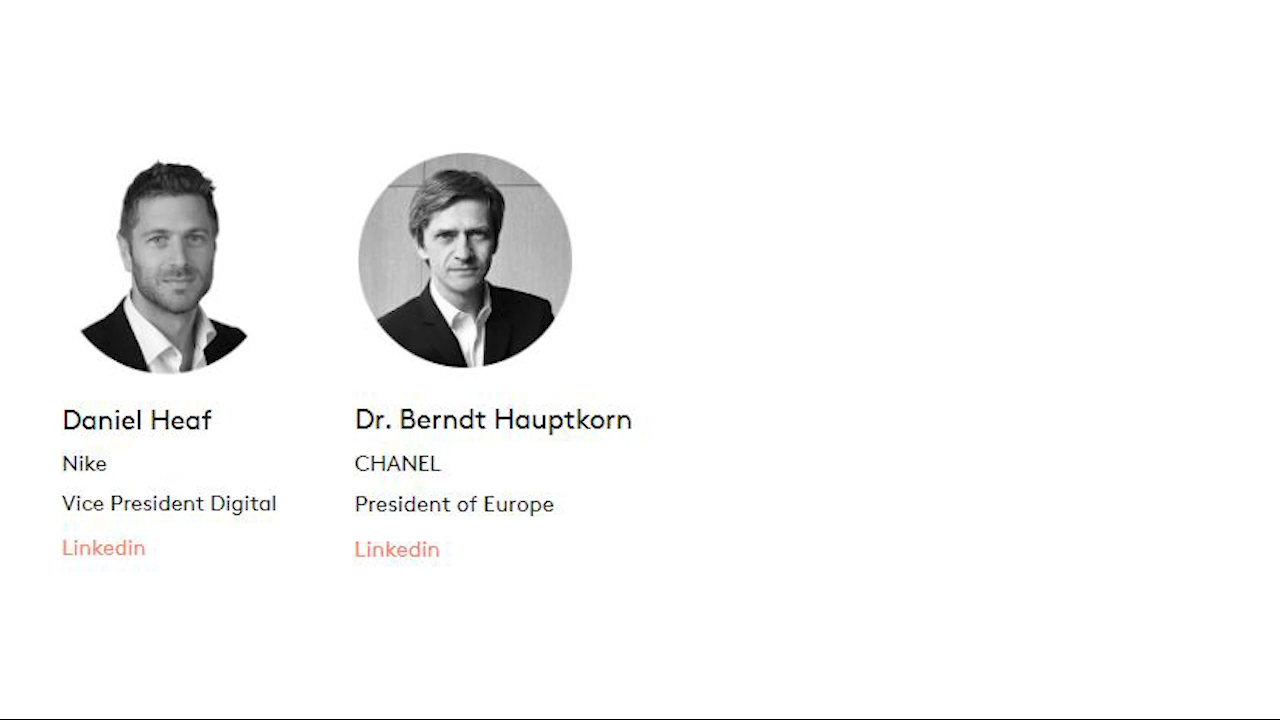 Daniel Heaf
Nike
Vice President Digital
Linkedin
Dr. Berndt Hauptkorn
CHANEL
President of Europe
Linkedin